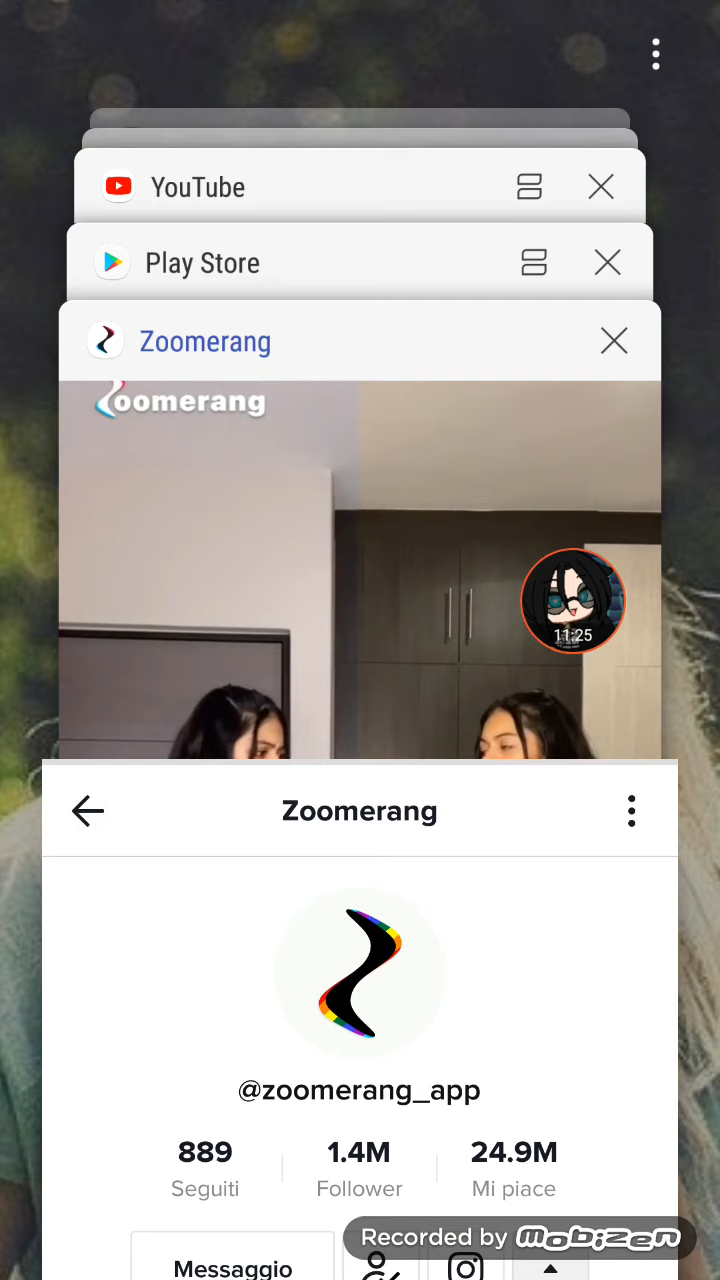 YouTube
Play Store
Zoomerang
Zoomerang
11:25
Zoomerang
@zoomerang_app
889 1.4M 24.9M
Seguiti Follower Mi piace
Messaggio
Recorded by mobizen